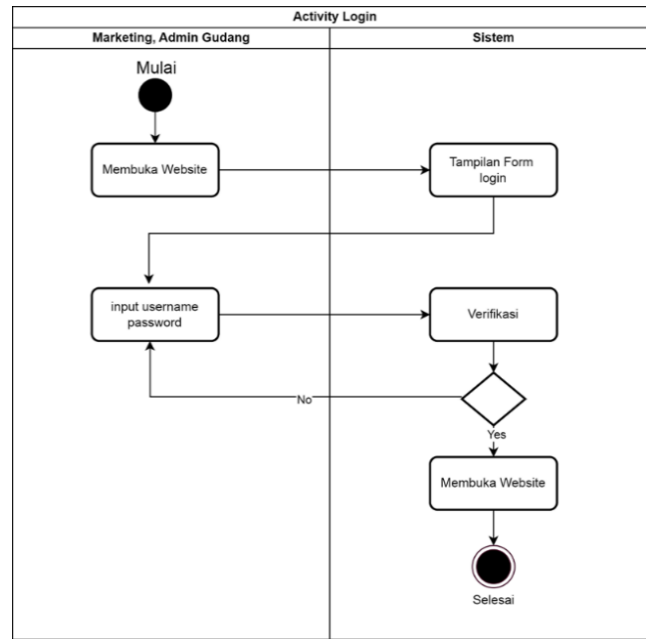 Activity Login
Marketing, Admin Gudang
Sistem
Mulai
Membuka Website
Tampilan Form
login
input username
password
Verifikasi
No
Yes
Membuka Website
Selesai